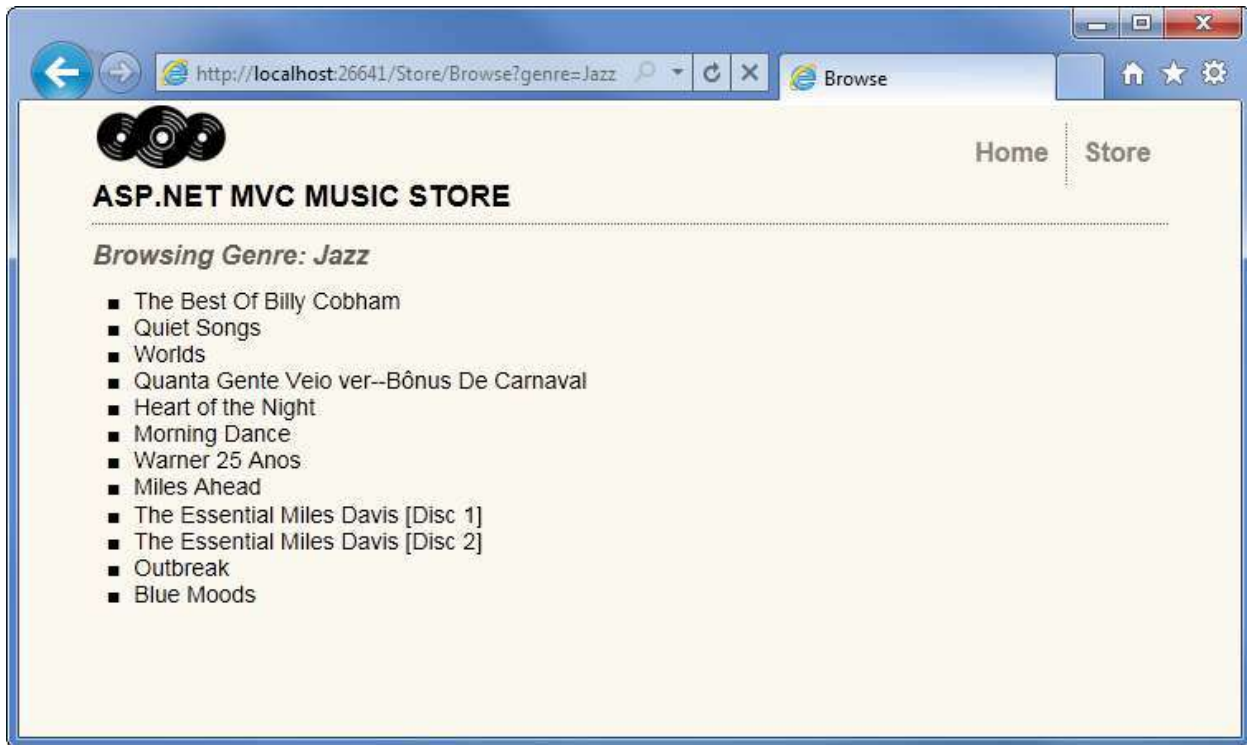 http://localhost:26641/Store/Browse?genre=Jazz
Browse
Home
Store
ASP.NET MVC MUSIC STORE
Browsing Genre: Jazz
The Best Of Billy Cobham
Quiet Songs
Worlds
Quanta Gente Veio ver--Bônus De Carnaval
Heart of the Night
Morning Dance
Warner 25 Anos
Miles Ahead
The Essential Miles Davis [Disc 1]
The Essential Miles Davis [Disc 2]
Outbreak
Blue Moods